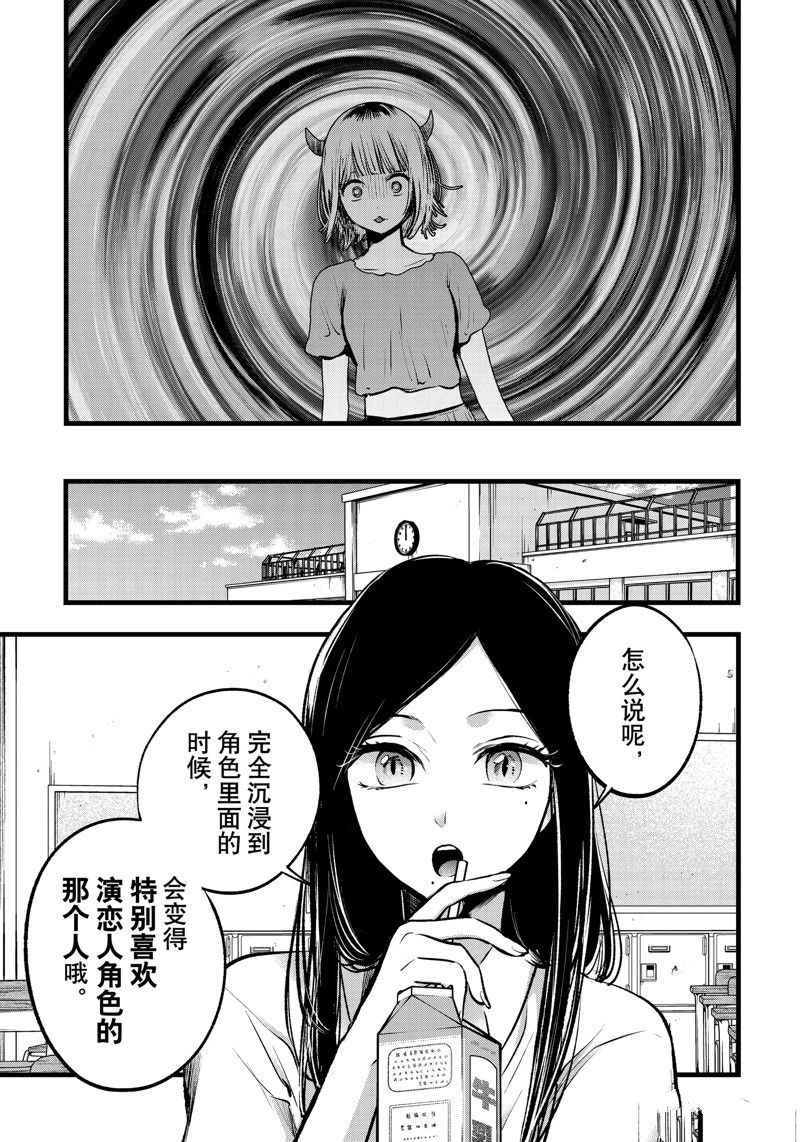 怎么说呢，
完全沉浸到
角色里面的
时候，
会变得
特别喜欢
演恋人角色的
那个人哦。
牛